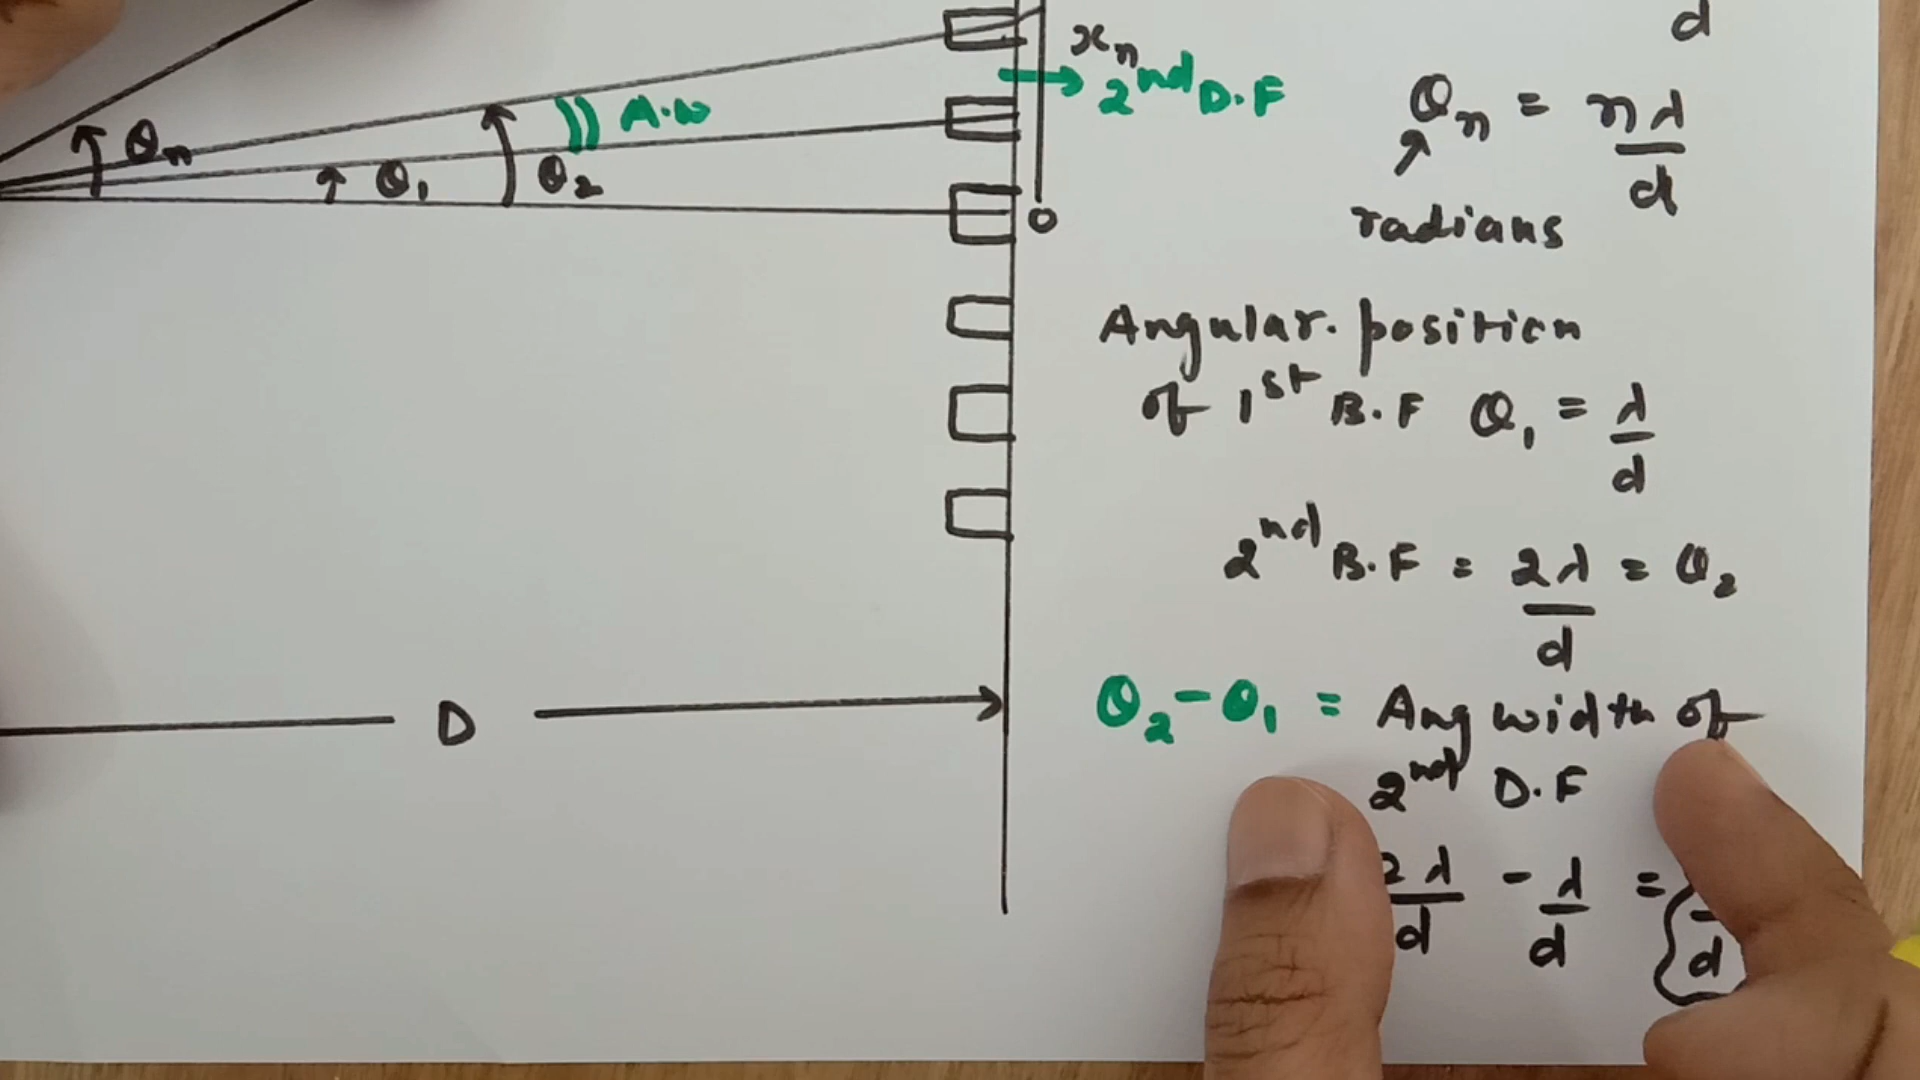 d
xₙ
2nd D.F
A.W
θₙ
θ₁
θ₂
O
θₙ = nλ/d
radians
Angular. position
of 1st B.F θ₁ = λ/d
2nd B.F = 2λ/d = θ₂
D
θ₂ - θ₁ = Ang width of
2nd D.F
2λ/d - λ/d =
d